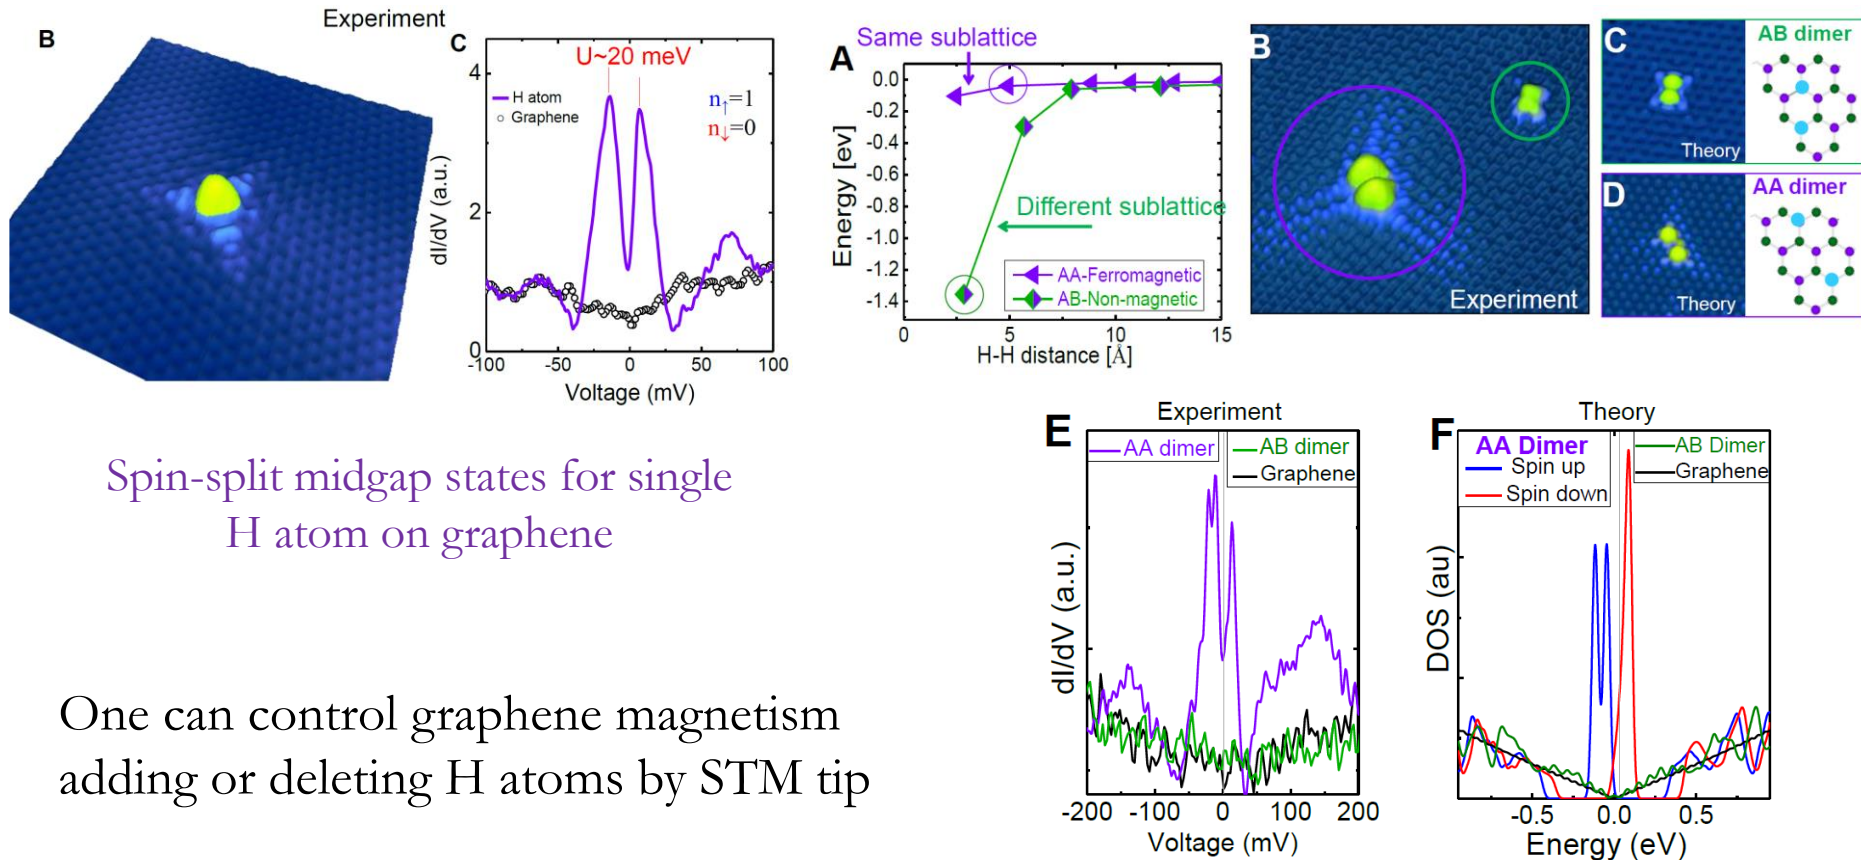 Experiment
B
C
U~20 meV
H atom
Graphene
n↑=1
n↓=0
4
2
0
dI/dV (a.u.)
-100
-50
0
50
100
Voltage (mV)
Same sublattice
A
0.0
-0.2
-0.4
-0.6
-0.8
-1.0
-1.2
-1.4
Energy [ev]
Different sublattice
AA-Ferromagnetic
AB-Non-magnetic
0
5
10
15
H-H distance [Å]
B
Experiment
C
Theory
AB dimer
D
Theory
AA dimer
Spin-split midgap states for single
H atom on graphene
One can control graphene magnetism
adding or deleting H atoms by STM tip
Experiment
E
AA dimer
AB dimer
Graphene
dI/dV (a.u.)
-200
-100
0
100
200
Voltage (mV)
Theory
F
AA Dimer
Spin up
Spin down
AB Dimer
Graphene
DOS (au)
-0.5
0.0
0.5
Energy (eV)